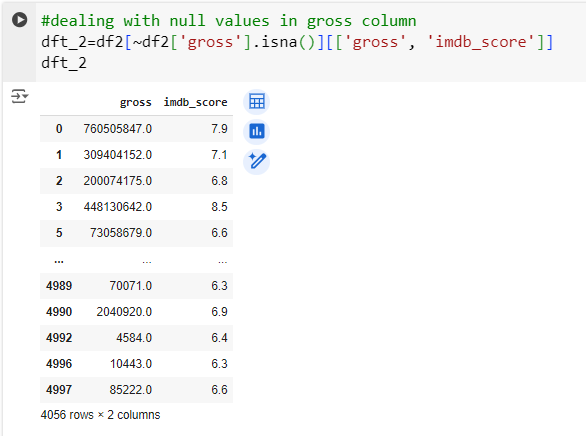 #dealing with null values in gross column
dft_2=df2[~df2['gross'].isna()][['gross', 'imdb_score']]
dft_2
gross imdb_score
0 760505847.0 7.9
1 309404152.0 7.1
2 200074175.0 6.8
3 448130642.0 8.5
5 73058679.0 6.6
... ... ...
4989 70071.0 6.3
4990 2040920.0 6.9
4992 4584.0 6.4
4996 10443.0 6.3
4997 85222.0 6.6
4056 rows × 2 columns